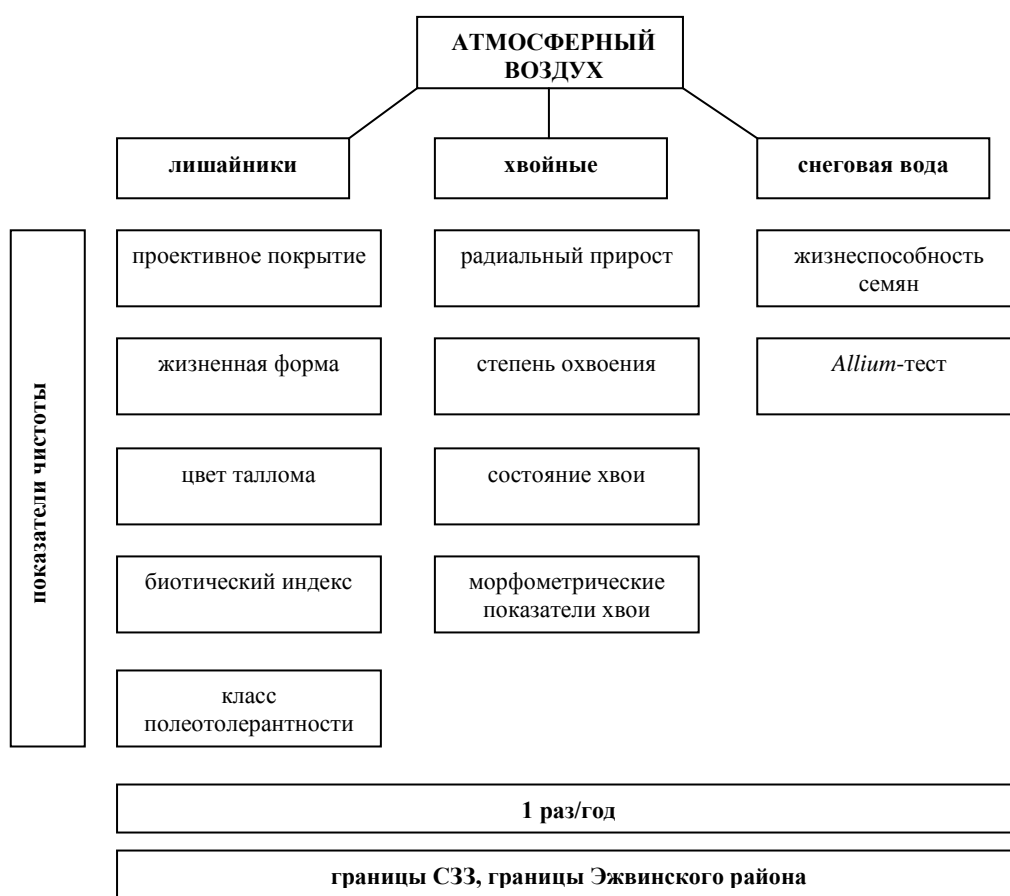 АТМОСФЕРНЫЙ
ВОЗДУХ
лишайники
хвойные
снеговая вода
показатели чистоты
проективное покрытие
радиальный прирост
жизнеспособность
семян
жизненная форма
степень охвоения
Allium-тест
цвет таллома
состояние хвои
биотический индекс
морфометрические
показатели хвои
класс
полеотолерантности
1 раз/год
границы СЗЗ, границы Эжвинского района